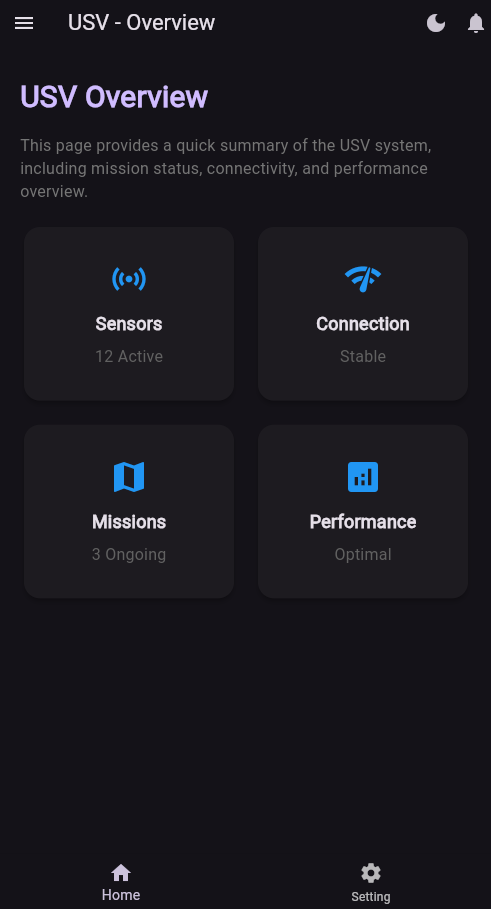 USV - Overview
USV Overview
This page provides a quick summary of the USV system,
including mission status, connectivity, and performance
overview.
Sensors
12 Active
Connection
Stable
Missions
3 Ongoing
Performance
Optimal
Home
Setting